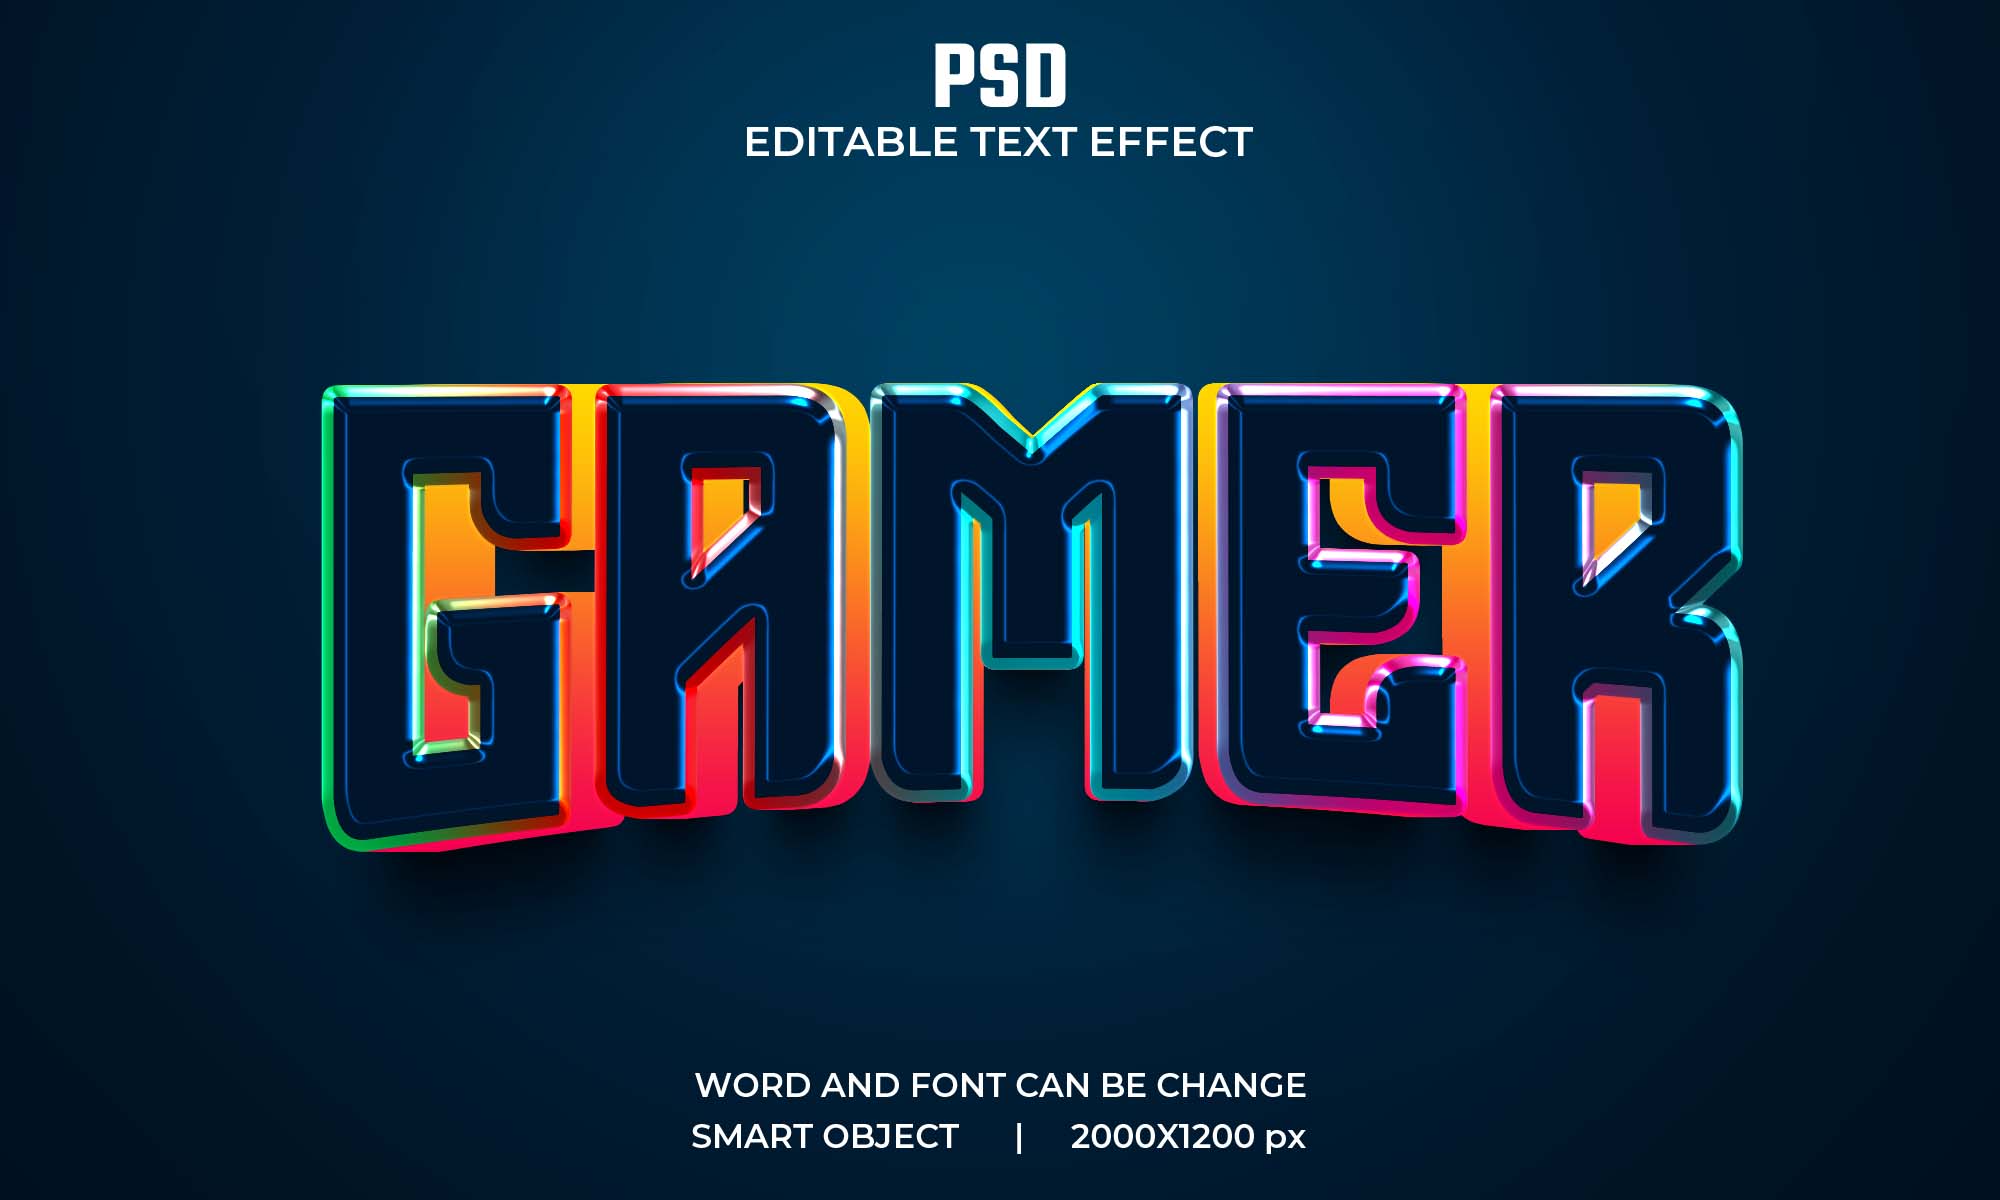 PSD
EDITABLE TEXT EFFECT
GAMER
WORD AND FONT CAN BE CHANGE
SMART OBJECT | 2000X1200 px